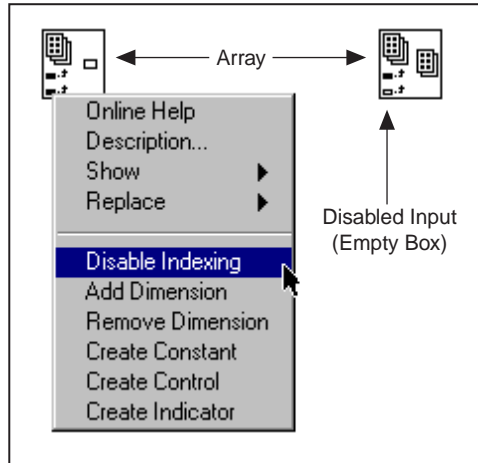 Array
Online Help
Description...
Show
Replace
Disable Indexing
Add Dimension
Remove Dimension
Create Constant
Create Control
Create Indicator
Disabled Input
(Empty Box)